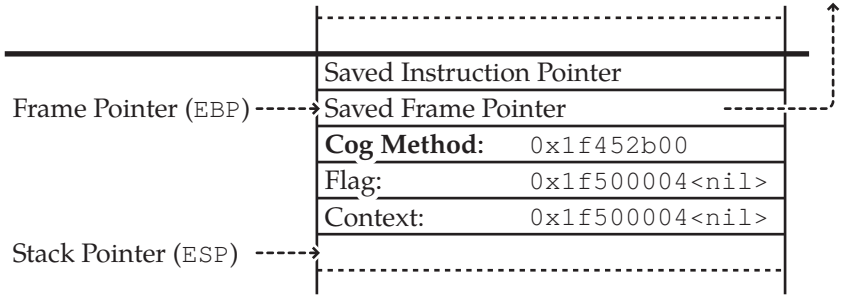 Saved Instruction Pointer
Frame Pointer (EBP) Saved Frame Pointer
Cog Method: 0x1f452b00
Flag: 0x1f500004<nil>
Context: 0x1f500004<nil>
Stack Pointer (ESP)